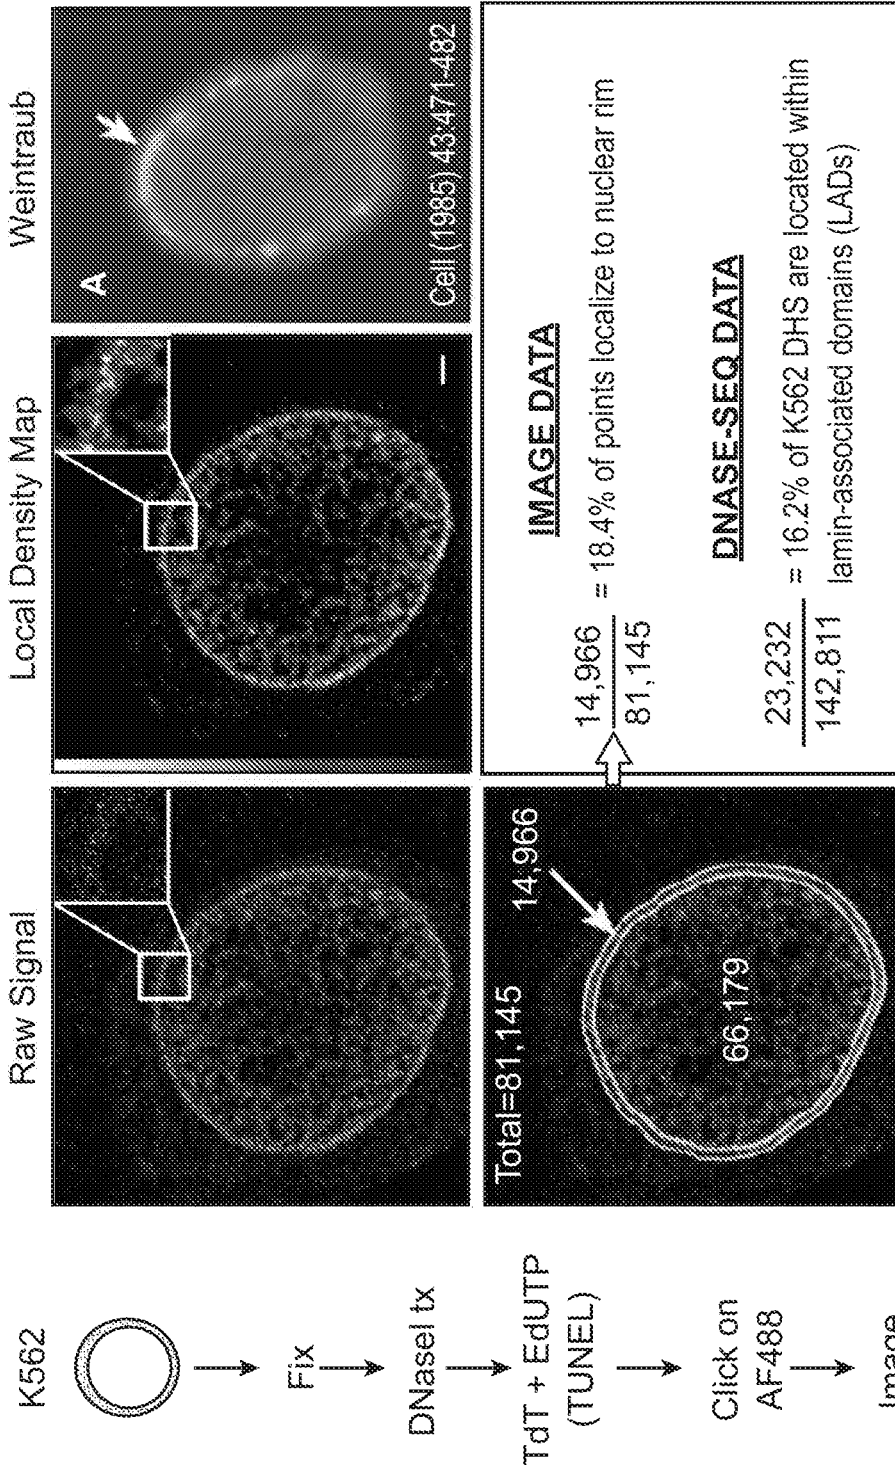 K562
Fix
DNaseI tx
TdT + EdUTP
(TUNEL)
Click on
AF488
Image
Raw Signal
Local Density Map
Weintraub
A
Cell (1985) 43:471-482
Total=81,145
14,966
66,179
IMAGE DATA
14,966
81,145
= 18.4% of points localize to nuclear rim
DNASE-SEQ DATA
23,232
142,811
= 16.2% of K562 DHS are located within
lamin-associated domains (LADs)